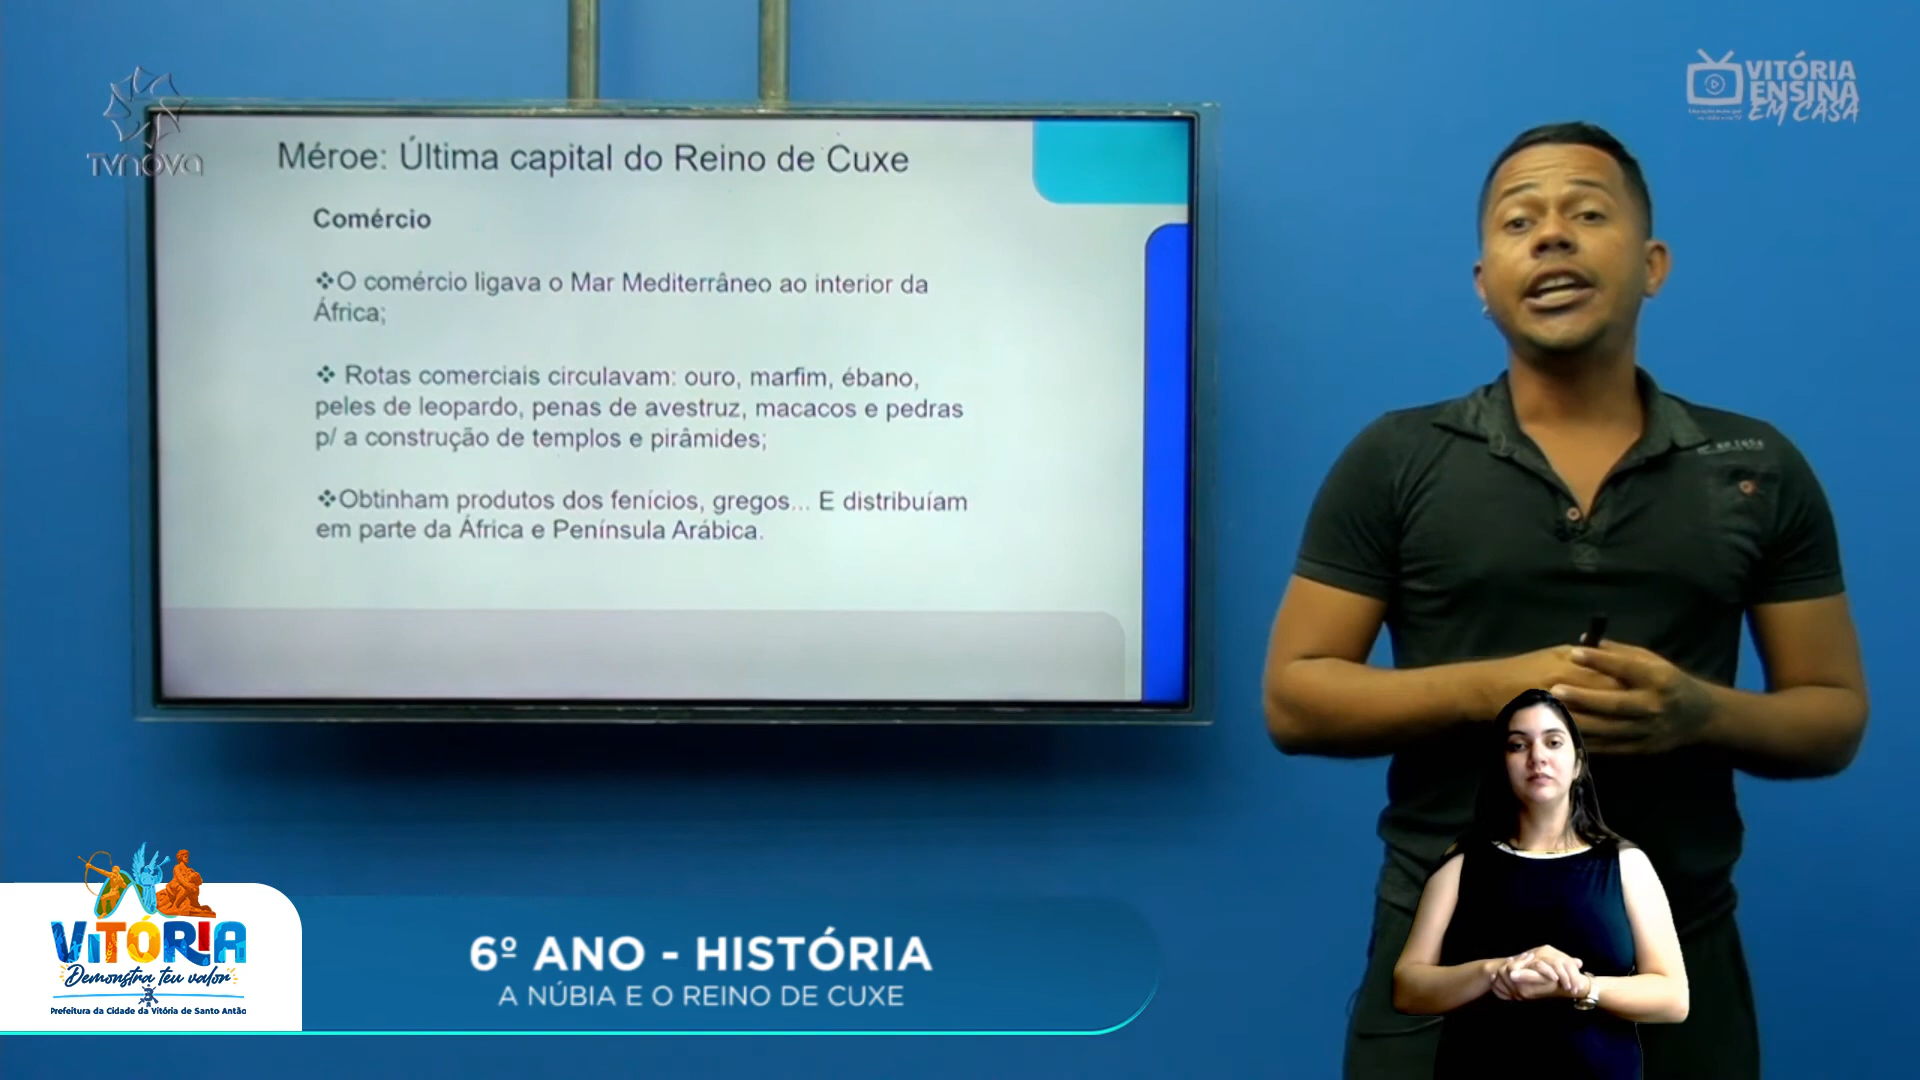 TVNOVA
VITÓRIA
ENSINA
EM CASA
Méroe: Última capital do Reino de Cuxe
Comércio
❖O comércio ligava o Mar Mediterrâneo ao interior da
África;
❖ Rotas comerciais circulavam: ouro, marfim, ébano,
peles de leopardo, penas de avestruz, macacos e pedras
p/ a construção de templos e pirâmides;
❖Obtinham produtos dos fenícios, gregos... E distribuíam
em parte da África e Península Arábica.
VITÓRIA
Demonstra teu valor
Prefeitura da Cidade da Vitória de Santo Antão
6º ANO - HISTÓRIA
A NÚBIA E O REINO DE CUXE